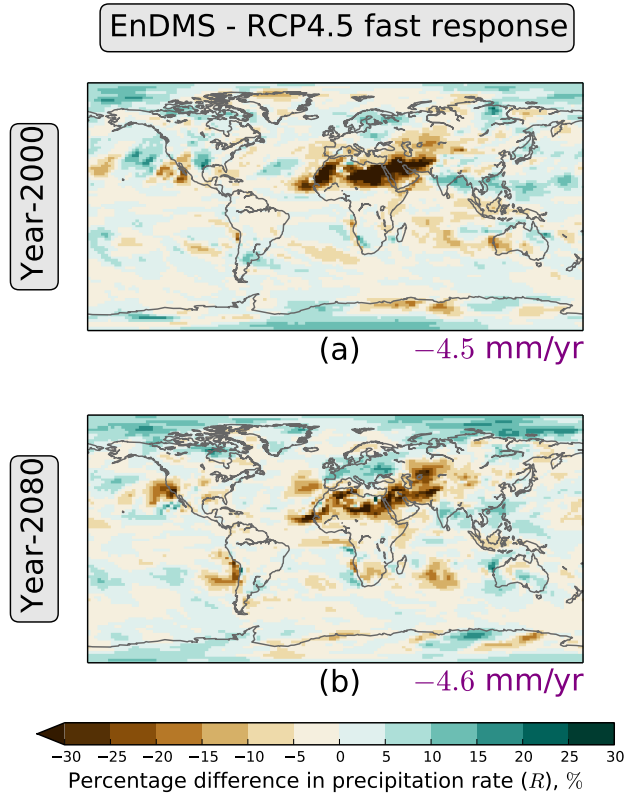 EnDMS - RCP4.5 fast response
Year-2000
(a) −4.5 mm/yr
Year-2080
(b) −4.6 mm/yr
−30 −25 −20 −15 −10 −5 0 5 10 15 20 25 30
Percentage difference in precipitation rate (R), %